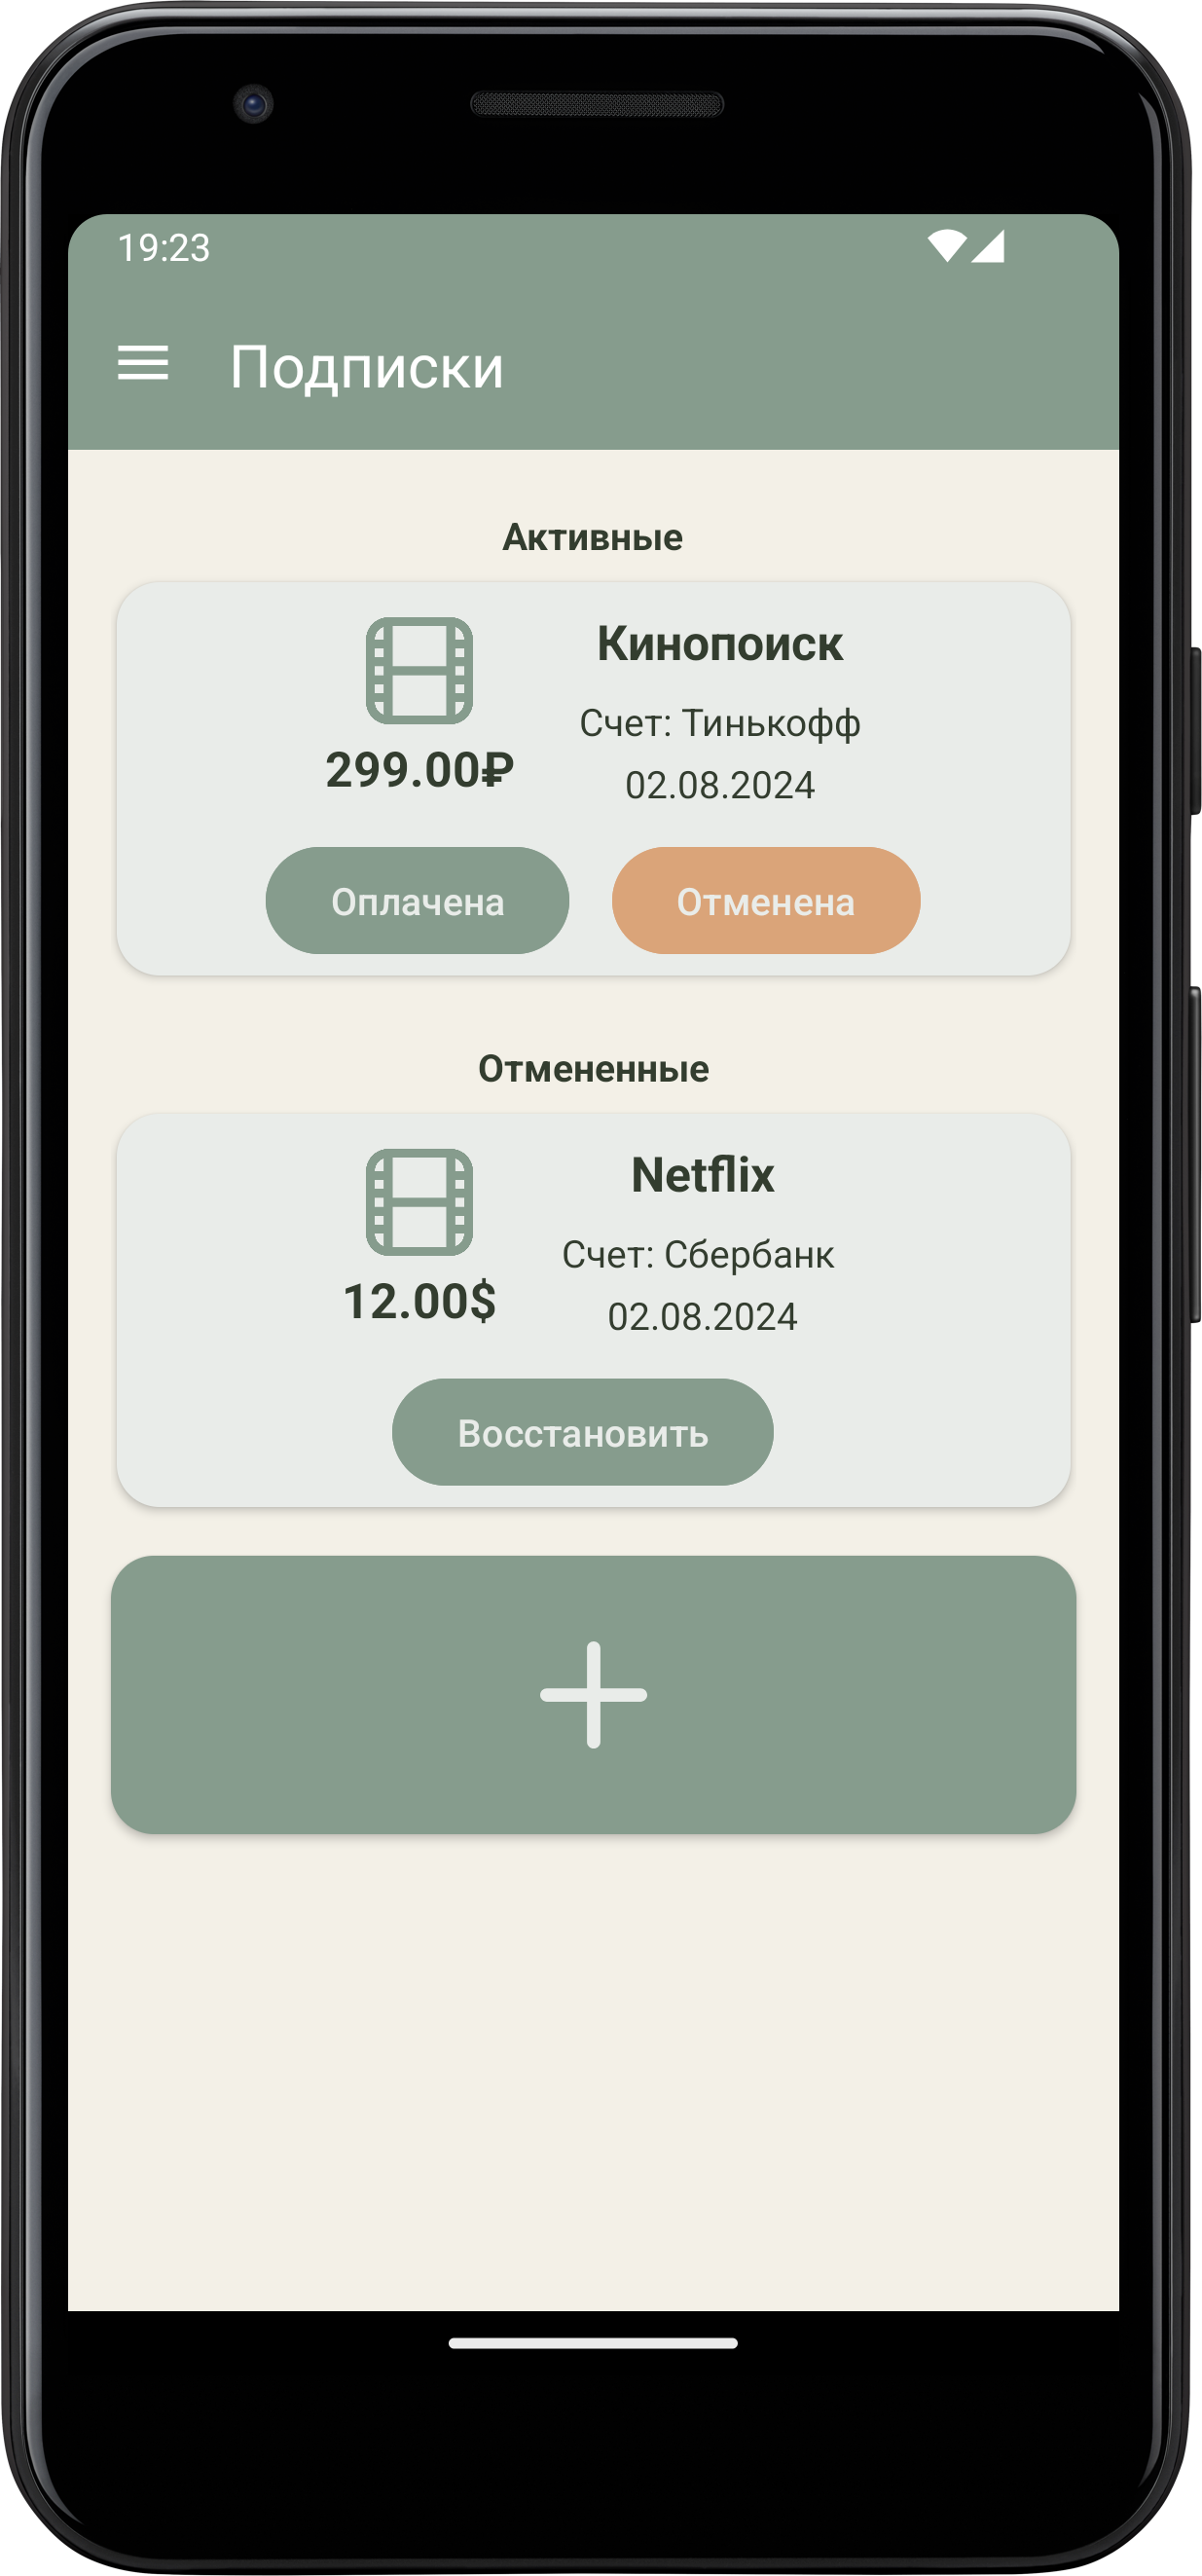 19:23
Подписки
Активные
Кинопоиск
Счет: Тинькофф
299.00₽
02.08.2024
Оплачена Отменена
Отмененные
Netflix
Счет: Сбербанк
12.00$
02.08.2024
Восстановить